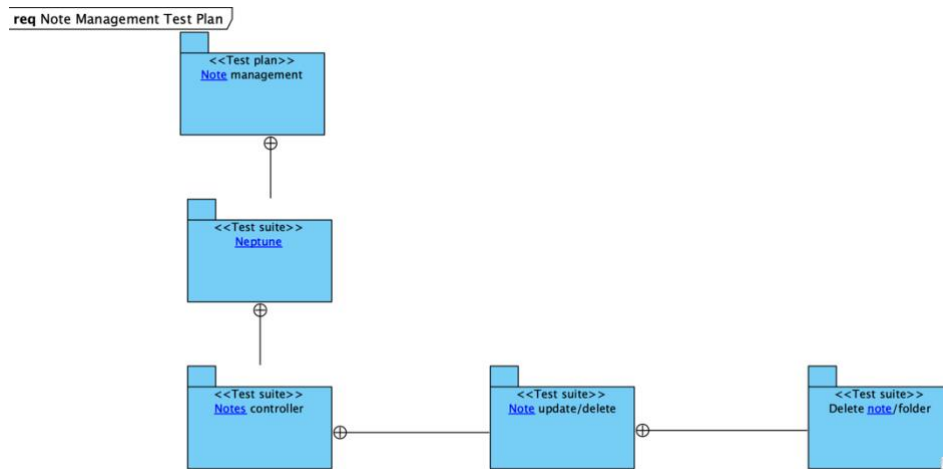 req Note Management Test Plan
<<Test plan>>
Note management
<<Test suite>>
Neptune
<<Test suite>>
Notes controller
<<Test suite>>
Note update/delete
<<Test suite>>
Delete note/folder